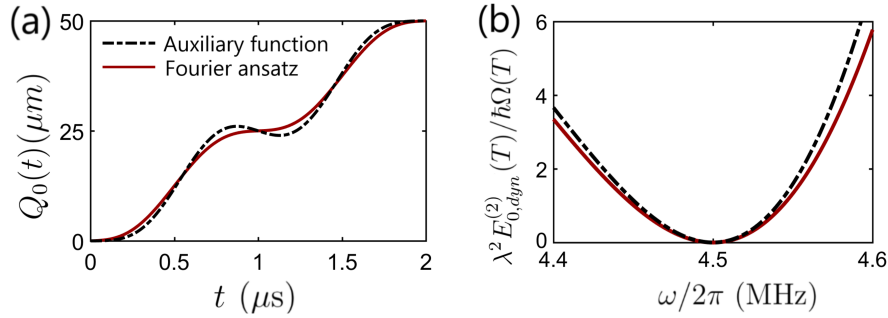 (a)
50
25
0
Q₀(t)(μm)
Auxiliary function
Fourier ansatz
0 0.5 1 1.5 2
t (μs)
(b)
6
4
2
0
λ²E⁽²⁾₀,dyn(T)/ħΩ(T)
4.4 4.5 4.6
ω/2π (MHz)